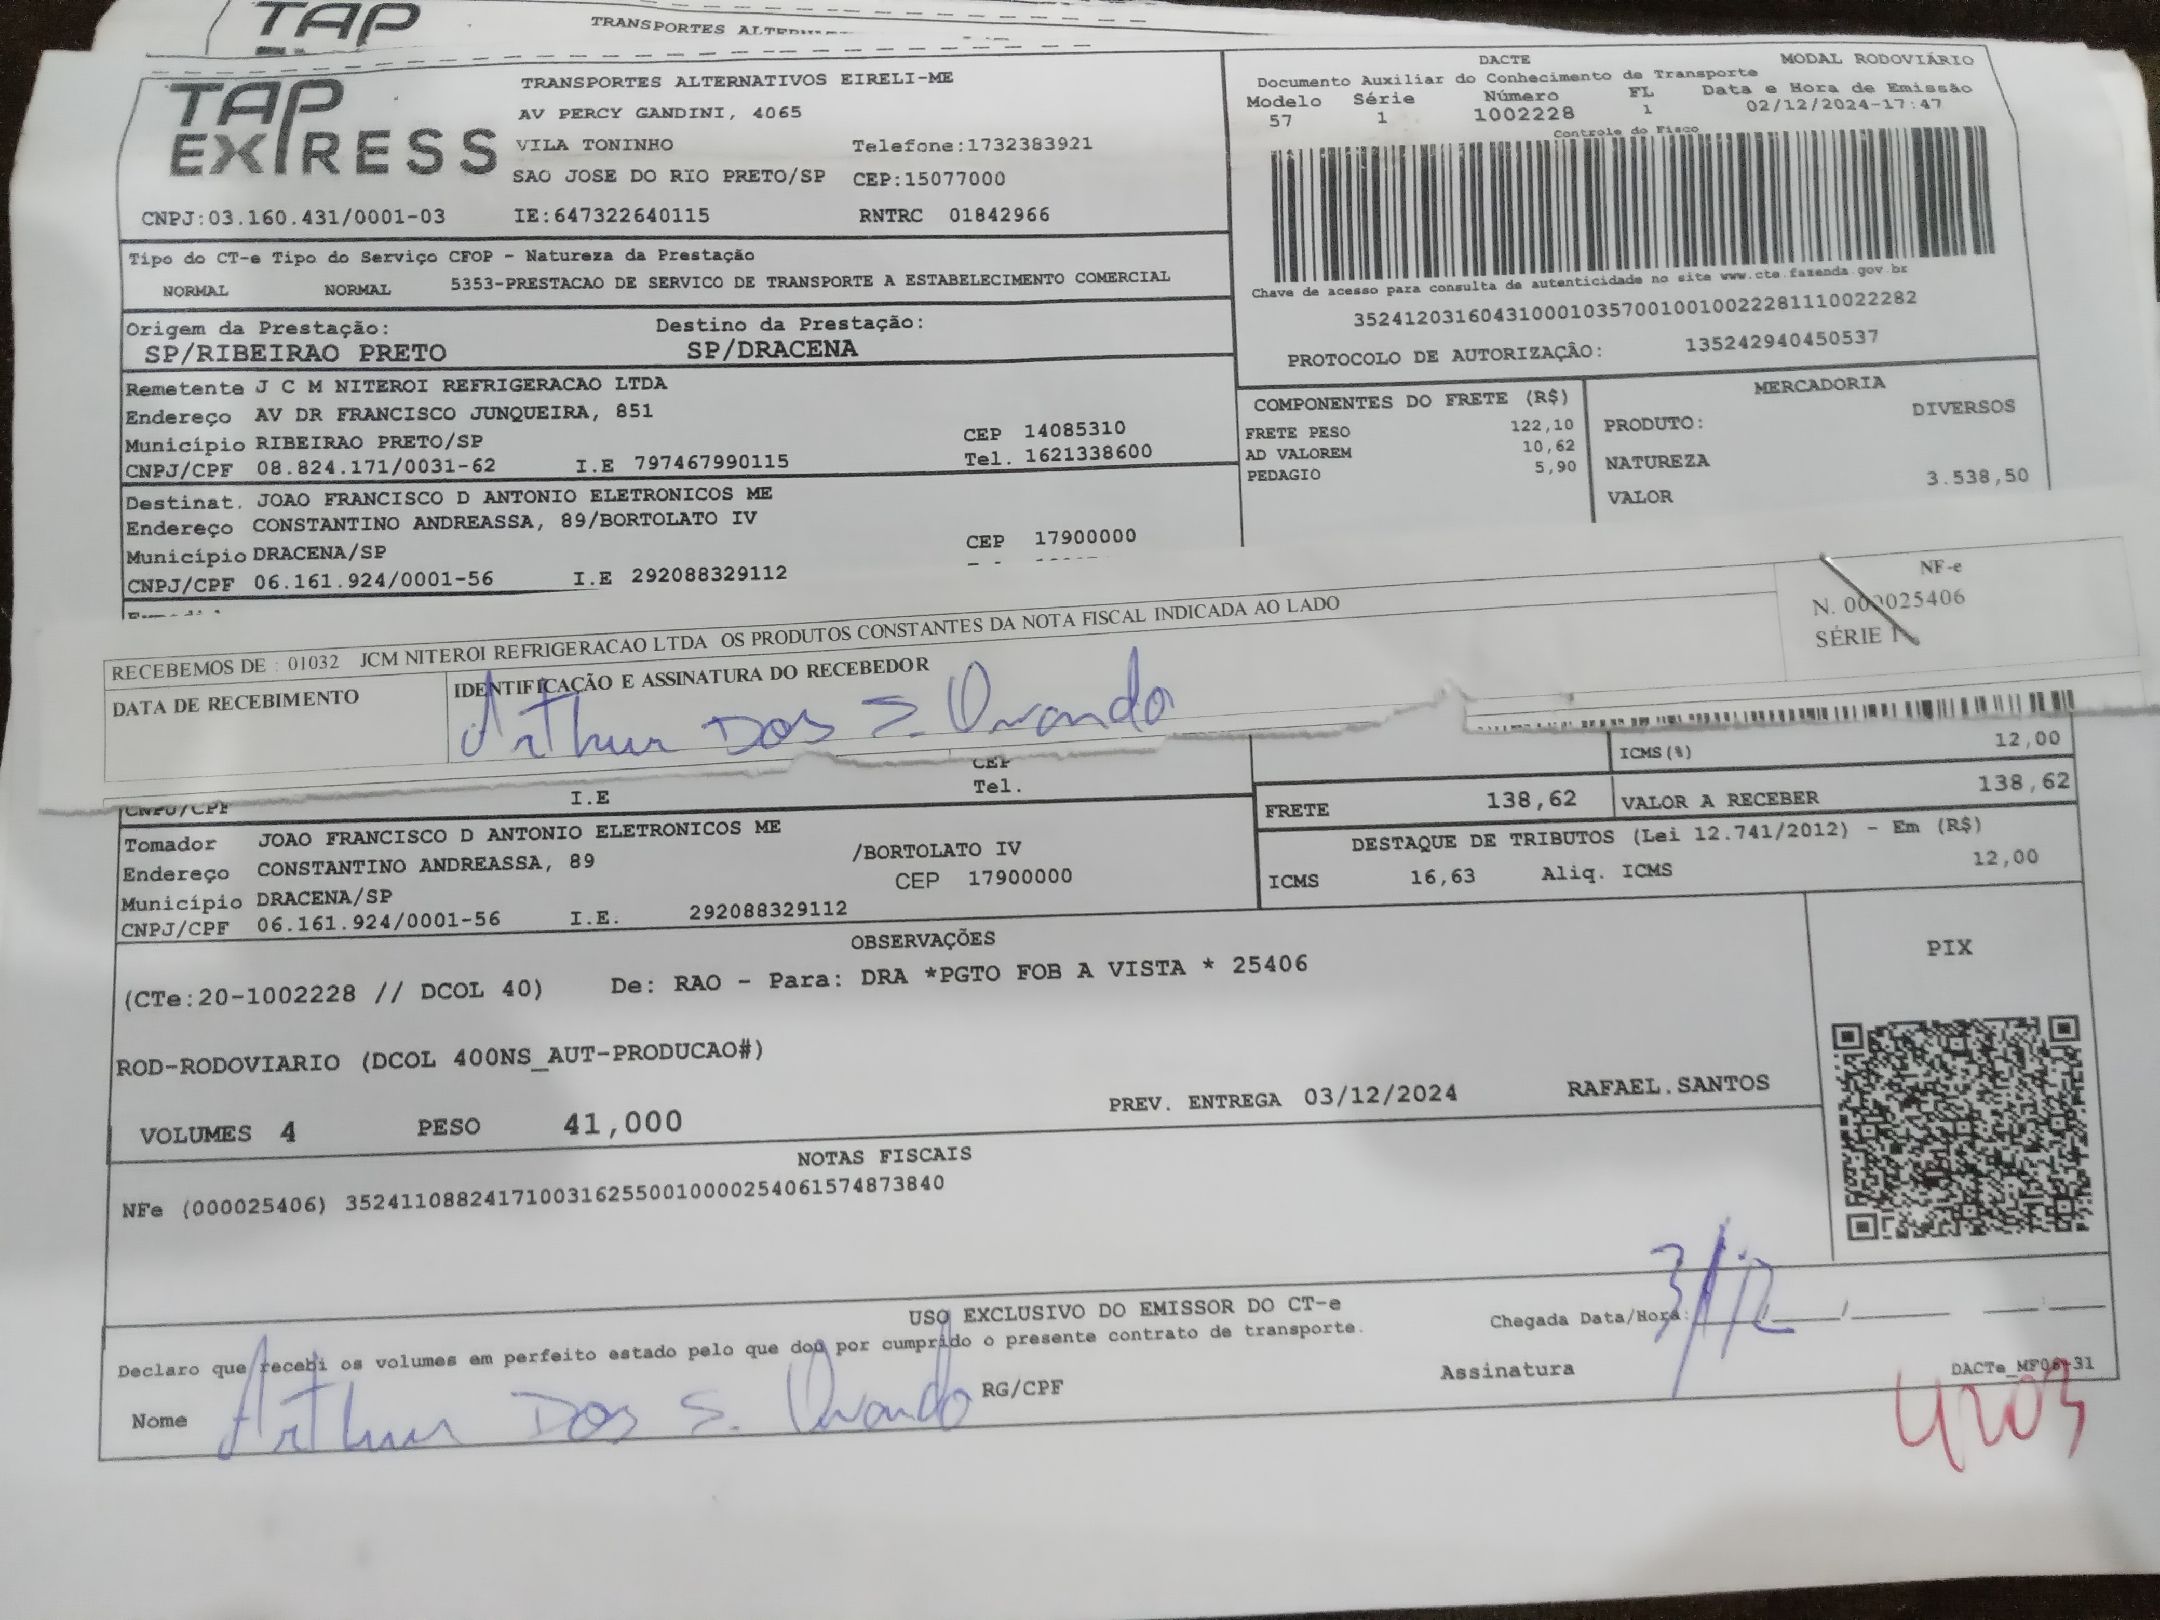 TAP
TRANSPORTES
TAP EXPRESS
TRANSPORTES ALTERNATIVOS EIRELI-ME
AV PERCY GANDINI, 4065
VILA TONINHO Telefone:1732383921
SAO JOSE DO RIO PRETO/SP CEP:15077000
CNPJ:03.160.431/0001-03 IE:647322640115 RNTRC 01842966
DACTE MODAL RODOVIÁRIO
Documento Auxiliar do Conhecimento de Transporte
Modelo Série Número FL Data e Hora de Emissão
57 1 1002228 1 02/12/2024-17:47
Controle do Fisco
Chave de acesso para consulta de autenticidade no site www.cte.fazenda.gov.br
35241203160431000103570010010022281110022282
PROTOCOLO DE AUTORIZAÇÃO: 135242940450537
Tipo do CT-e Tipo do Serviço CFOP - Natureza da Prestação
NORMAL NORMAL 5353-PRESTACAO DE SERVICO DE TRANSPORTE A ESTABELECIMENTO COMERCIAL
Origem da Prestação: Destino da Prestação:
SP/RIBEIRAO PRETO SP/DRACENA
Remetente J C M NITEROI REFRIGERACAO LTDA
Endereço AV DR FRANCISCO JUNQUEIRA, 851
Município RIBEIRAO PRETO/SP CEP 14085310
CNPJ/CPF 08.824.171/0031-62 I.E 797467990115 Tel. 1621338600
Destinat. JOAO FRANCISCO D ANTONIO ELETRONICOS ME
Endereço CONSTANTINO ANDREASSA, 89/BORTOLATO IV
Município DRACENA/SP CEP 17900000
CNPJ/CPF 06.161.924/0001-56 I.E 292088329112
COMPONENTES DO FRETE (R$)
FRETE PESO 122,10
AD VALOREM 10,62
PEDAGIO 5,90
MERCADORIA
PRODUTO: DIVERSOS
NATUREZA
VALOR 3.538,50
RECEBEMOS DE : 01032 JCM NITEROI REFRIGERACAO LTDA OS PRODUTOS CONSTANTES DA NOTA FISCAL INDICADA AO LADO
NF-e
N. 000025406
SÉRIE 1
DATA DE RECEBIMENTO
IDENTIFICAÇÃO E ASSINATURA DO RECEBEDOR
Arthur Dos S.
CEP
CNPJ/CPF I.E Tel.
ICMS(%) 12,00
FRETE 138,62 VALOR A RECEBER 138,62
Tomador JOAO FRANCISCO D ANTONIO ELETRONICOS ME
Endereço CONSTANTINO ANDREASSA, 89 /BORTOLATO IV
Município DRACENA/SP CEP 17900000
CNPJ/CPF 06.161.924/0001-56 I.E. 292088329112
DESTAQUE DE TRIBUTOS (Lei 12.741/2012) - Em (R$)
ICMS 16,63 Aliq. ICMS 12,00
OBSERVAÇÕES
(CTe:20-1002228 // DCOL 40) De: RAO - Para: DRA *PGTO FOB A VISTA * 25406
ROD-RODOVIARIO (DCOL 400NS_AUT-PRODUCAO#)
VOLUMES 4 PESO 41,000 PREV. ENTREGA 03/12/2024 RAFAEL.SANTOS
PIX
NOTAS FISCAIS
NFe (000025406) 35241108824171003162550010000254061574873840
USO EXCLUSIVO DO EMISSOR DO CT-e
Declaro que recebi os volumes em perfeito estado pelo que dou por cumprido o presente contrato de transporte.
Chegada Data/Hora: 3/12
Nome Arthur Dos S. RG/CPF Assinatura
DACTe_MF06-31
4203